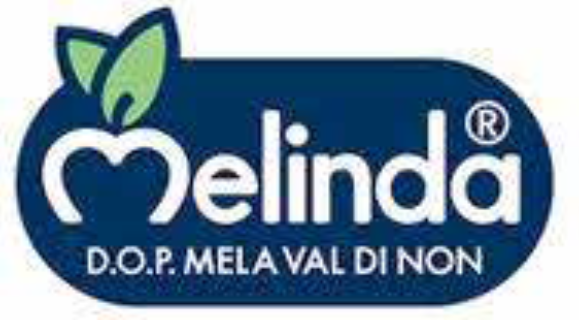 Melinda®
D.O.P. MELA VAL DI NON